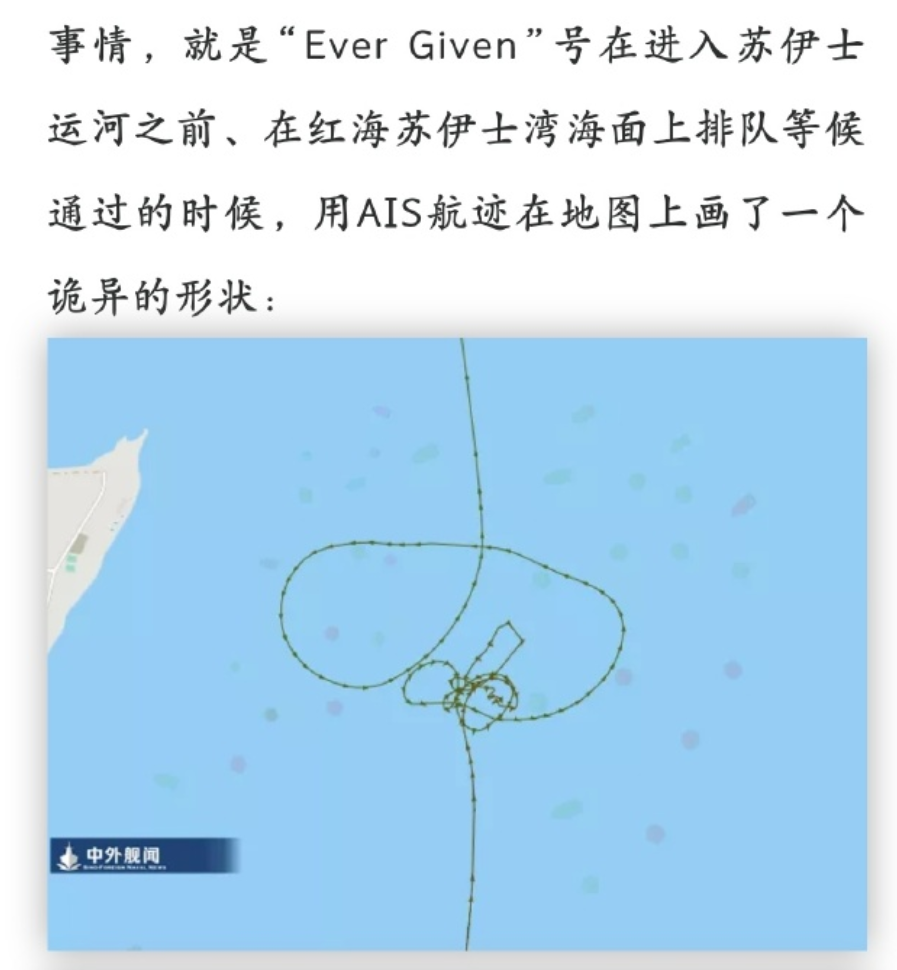 事情，就是“Ever Given”号在进入苏伊士
运河之前、在红海苏伊士湾海面上排队等候
通过的时候，用AIS航迹在地图上画了一个
诡异的形状：
中外舰闻